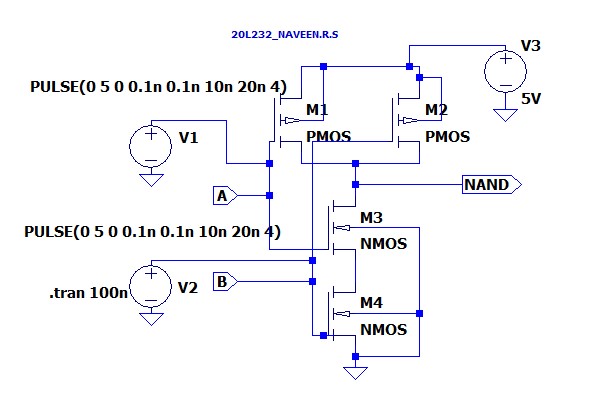 20L232_NAVEEN.R.S
V3
PULSE(0 5 0 0.1n 0.1n 10n 20n 4)
M1
M2
5V
V1
PMOS
PMOS
A
NAND
M3
PULSE(0 5 0 0.1n 0.1n 10n 20n 4)
NMOS
B
.tran 100n
V2
M4
NMOS